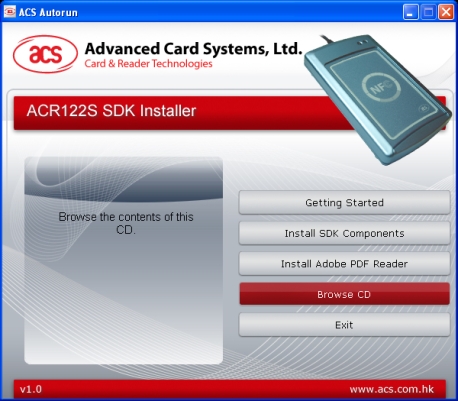 ACS Autorun
acs
Advanced Card Systems, Ltd.
Card & Reader Technologies
ACR122S SDK Installer
NFC
Browse the contents of this
CD.
Getting Started
Install SDK Components
Install Adobe PDF Reader
Browse CD
Exit
v1.0
www.acs.com.hk